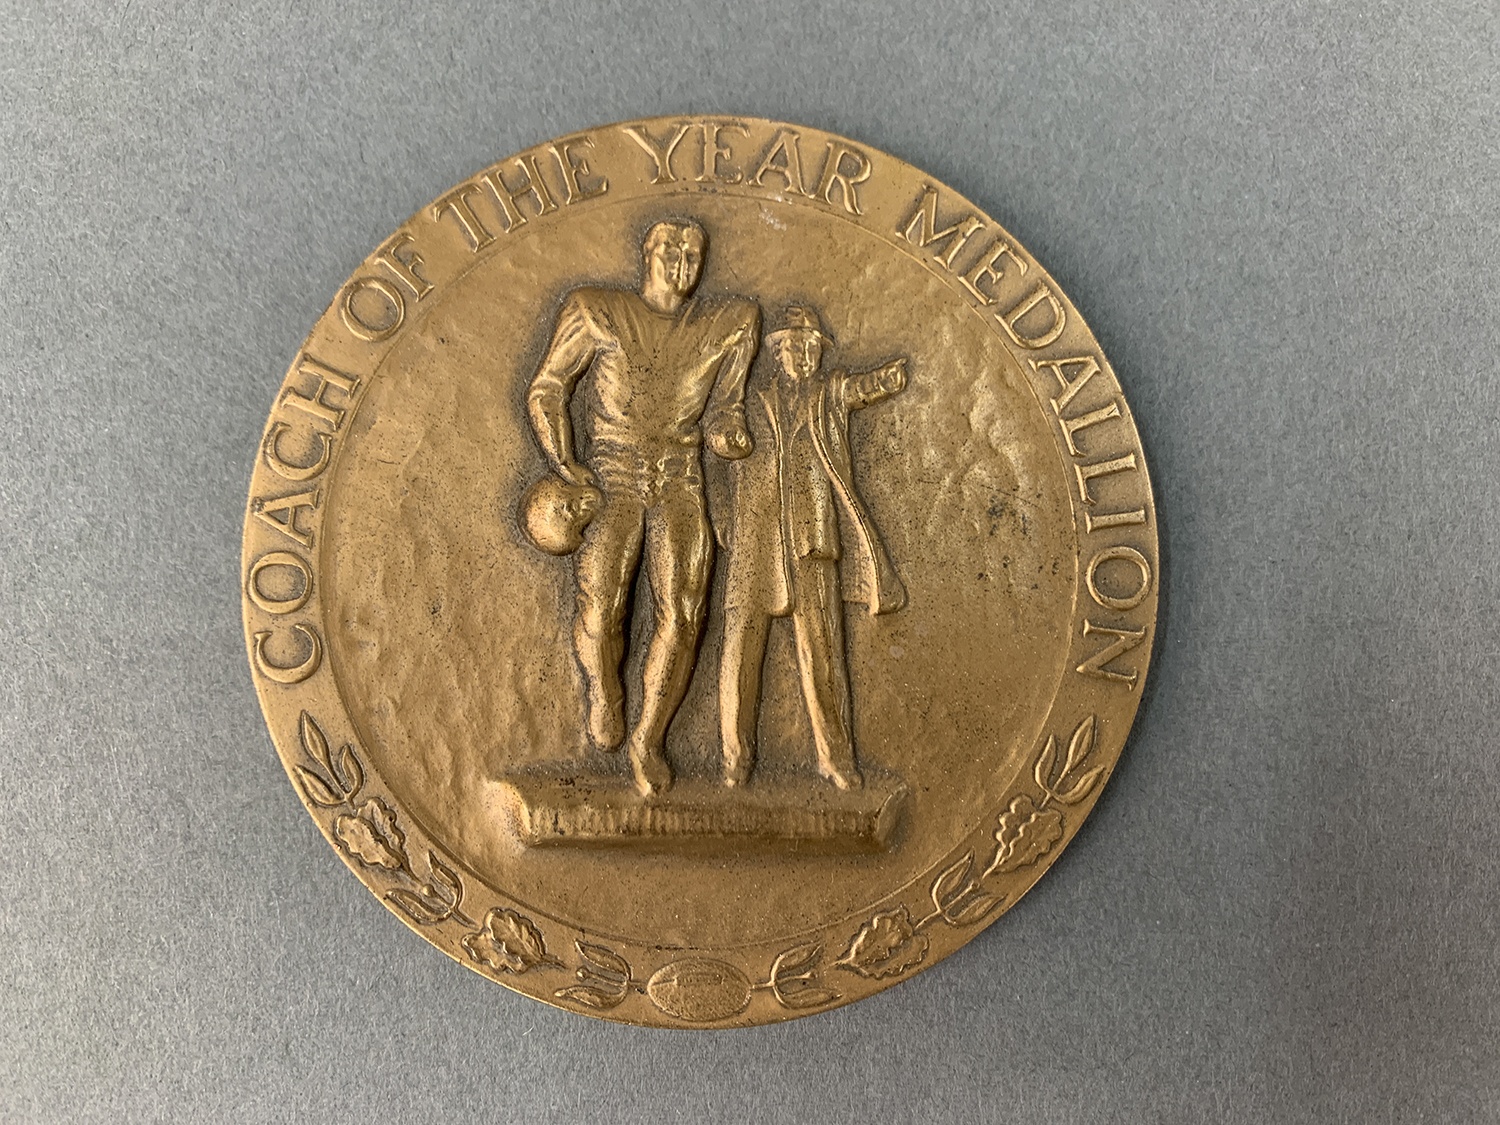 COACH OF THE YEAR MEDALLION